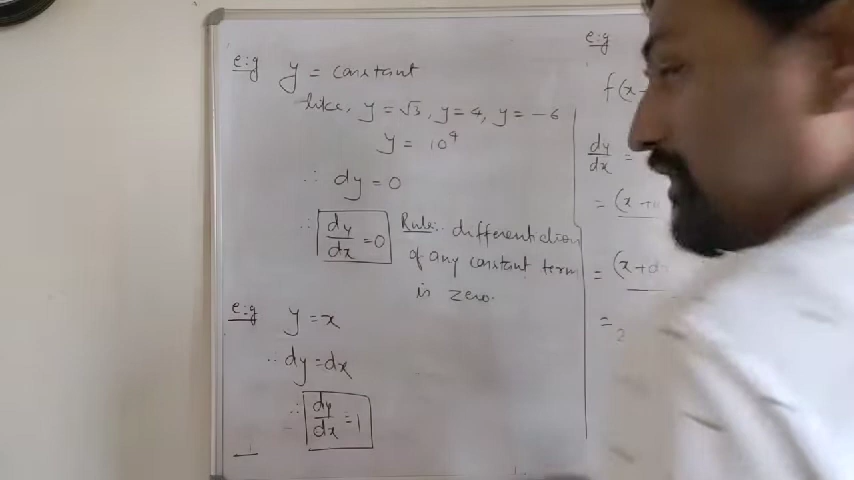 e:g y = constant
like, y = √3, y = 4, y = -6
y = 10⁴
∴ dy = 0
∴ dy/dx = 0 Rule:- differentiation
of any constant term
is zero.
e:g y = x
∴ dy = dx
∴ dy/dx = 1
e:g
f(x
dy/dx =
= (x +
= (x+d
= 2